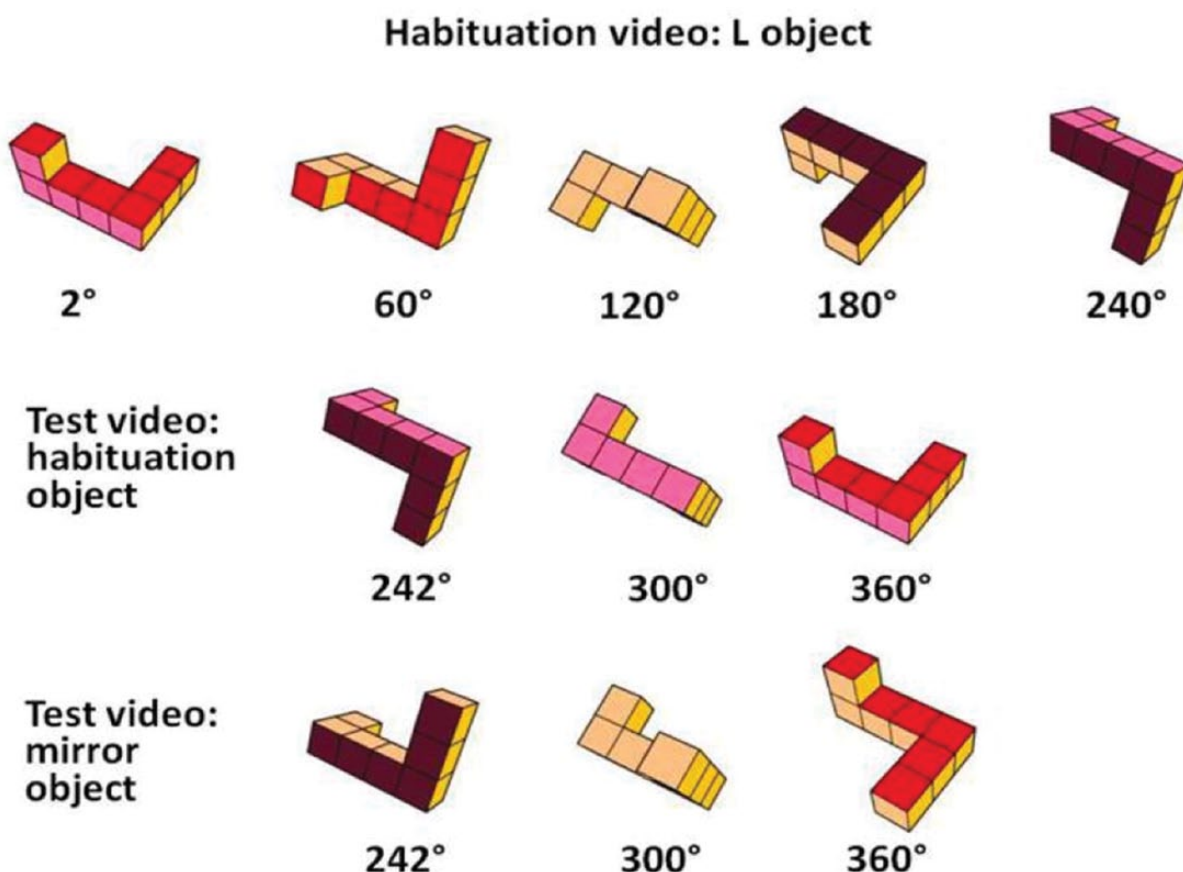 Habituation video: L object
2° 60° 120° 180° 240°
Test video:
habituation
object
242° 300° 360°
Test video:
mirror
object
242° 300° 360°